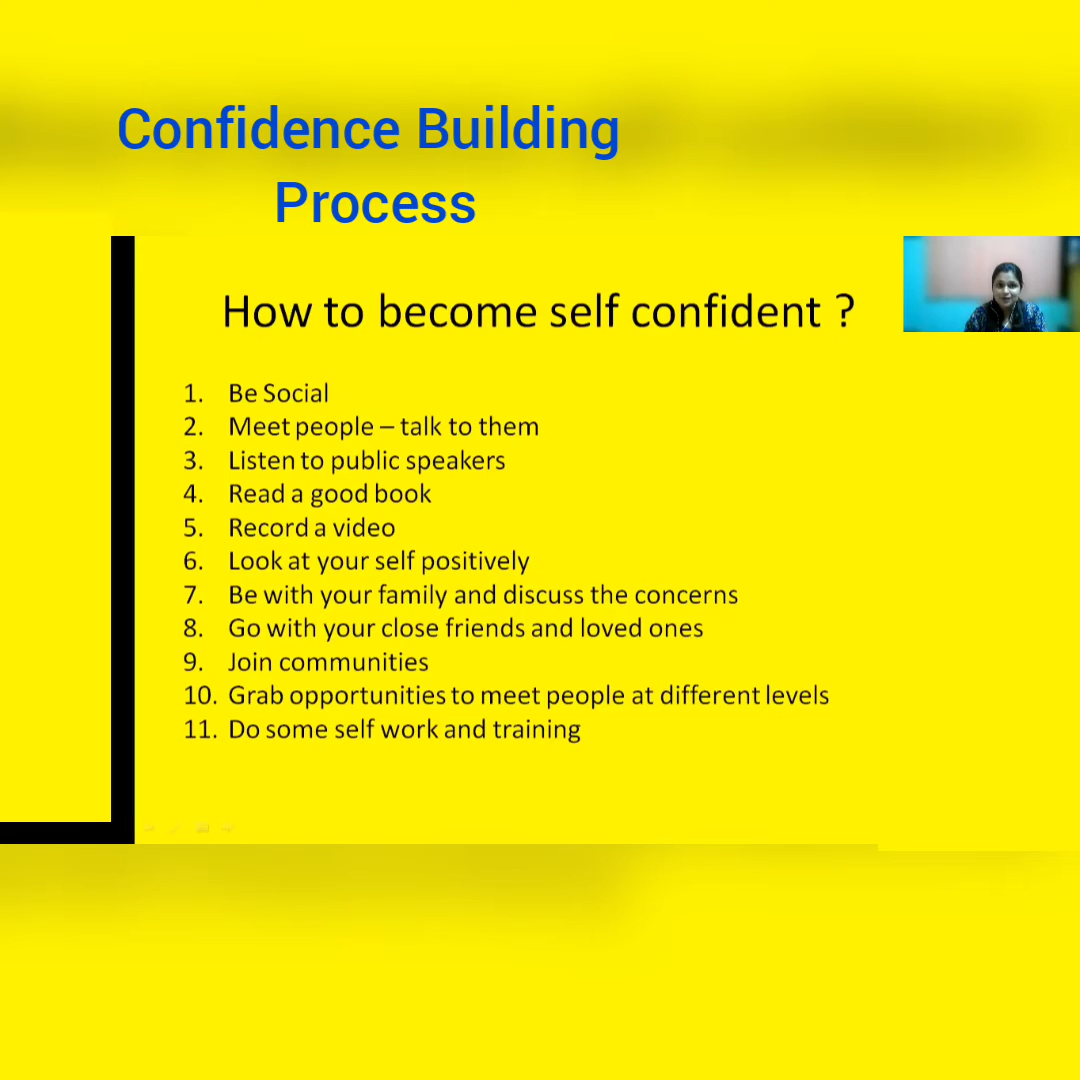 Confidence Building
Process
How to become self confident ?
1. Be Social
2. Meet people – talk to them
3. Listen to public speakers
4. Read a good book
5. Record a video
6. Look at your self positively
7. Be with your family and discuss the concerns
8. Go with your close friends and loved ones
9. Join communities
10. Grab opportunities to meet people at different levels
11. Do some self work and training